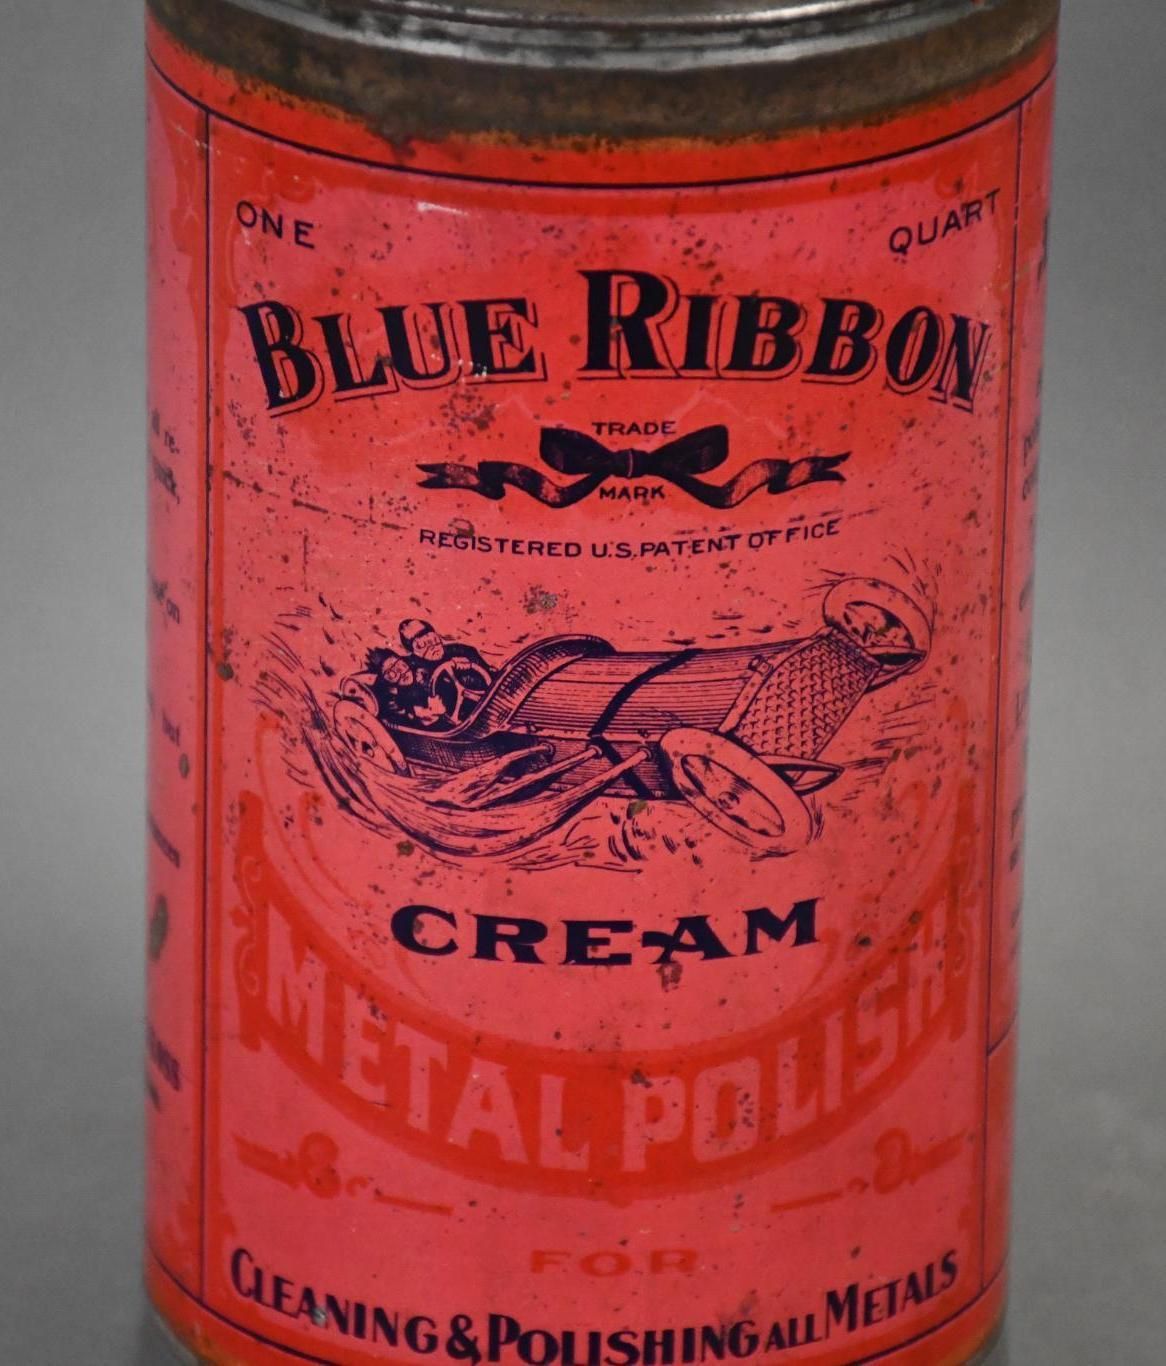 ONE QUART
BLUE RIBBON
TRADE
MARK
REGISTERED U.S. PATENT OFFICE
CREAM
METAL POLISH
FOR
CLEANING & POLISHING ALL METALS